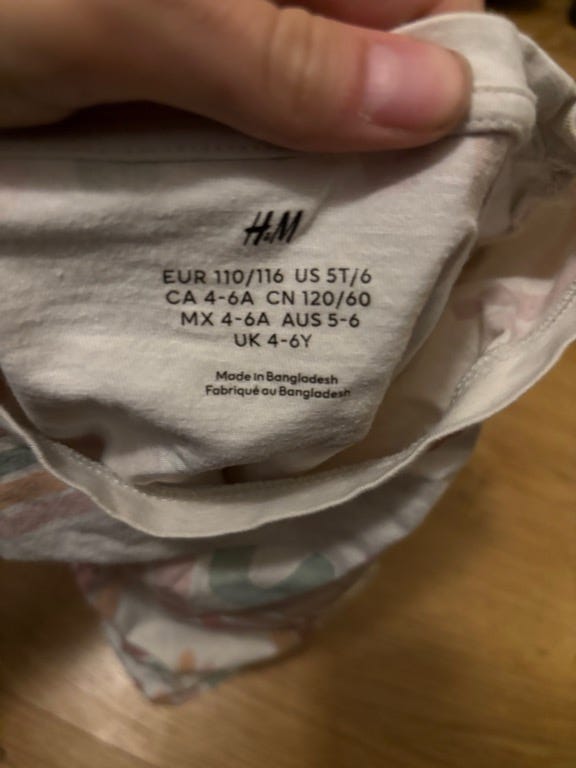 H&M
EUR 110/116 US 5T/6
CA 4-6A CN 120/60
MX 4-6A AUS 5-6
UK 4-6Y
Made in Bangladesh
Fabriqué au Bangladesh